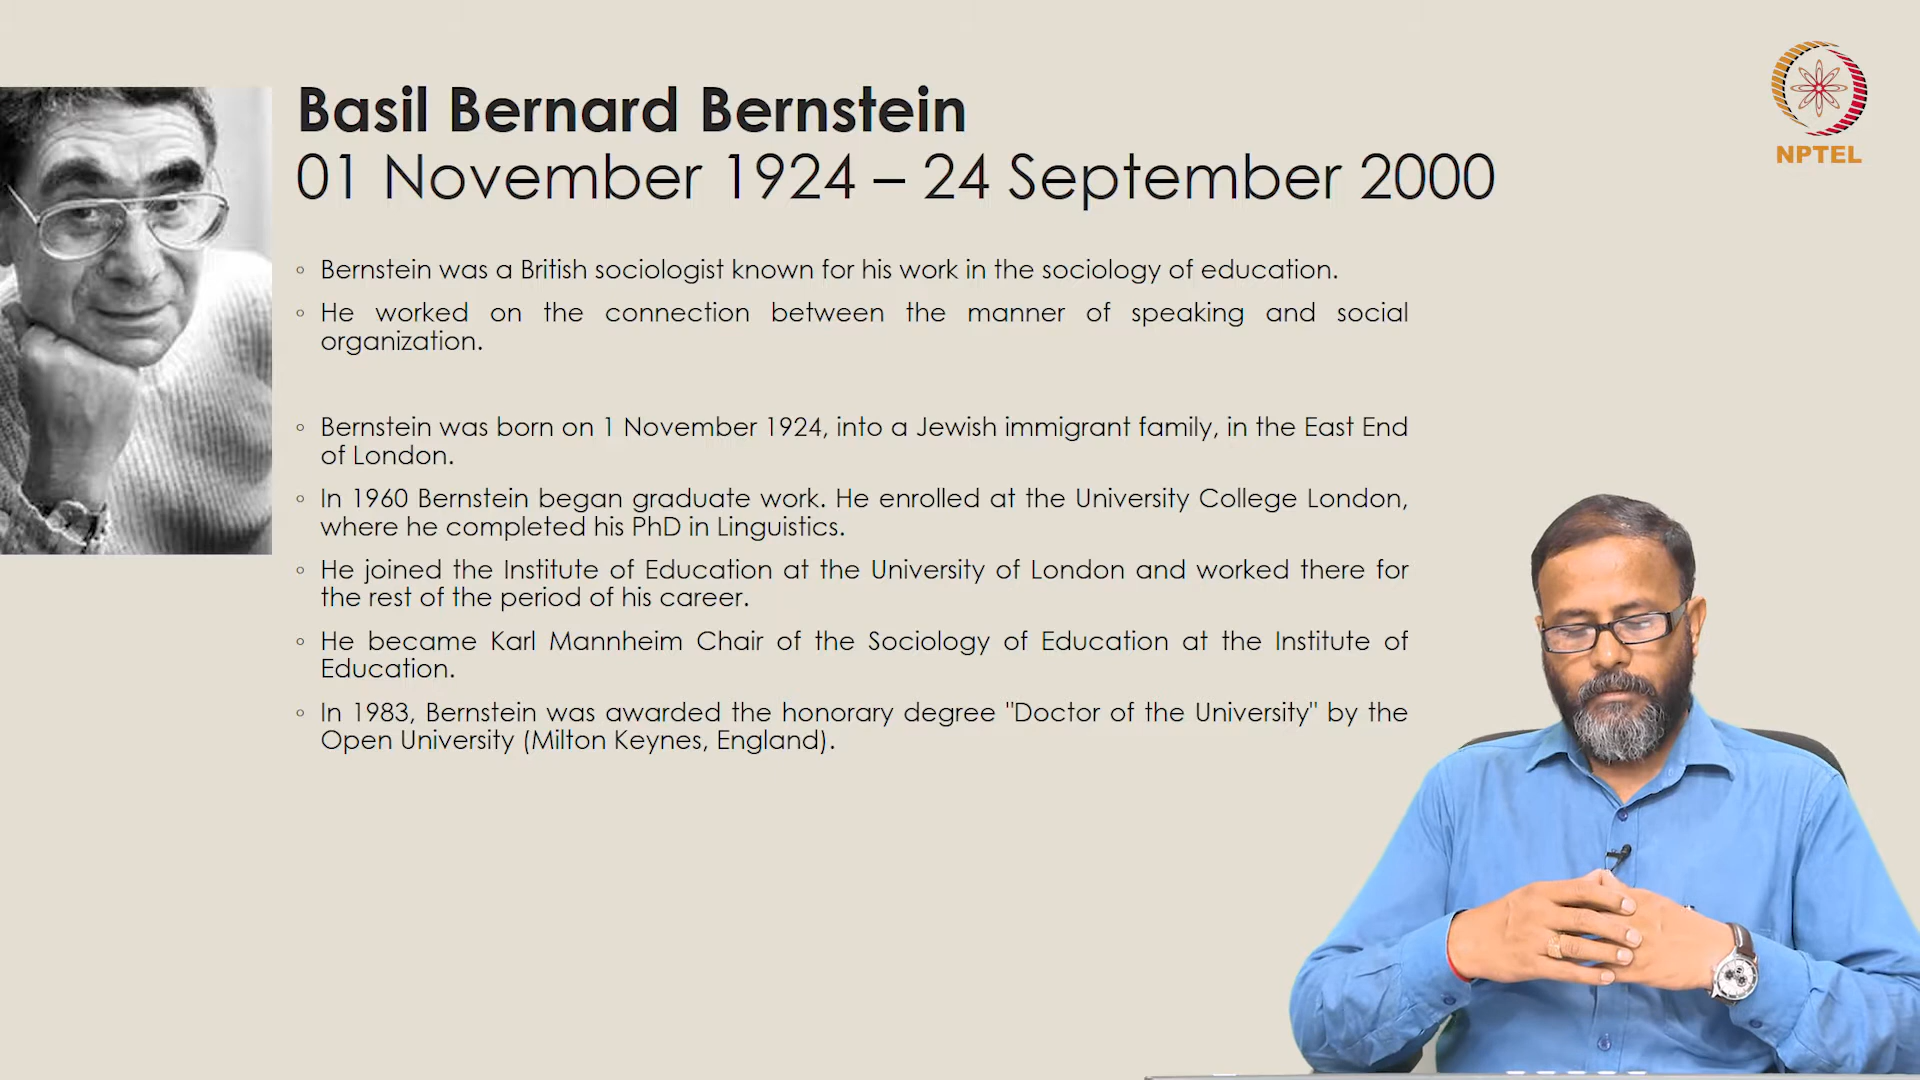 Basil Bernard Bernstein
01 November 1924 – 24 September 2000
NPTEL
◦ Bernstein was a British sociologist known for his work in the sociology of education.
◦ He worked on the connection between the manner of speaking and social
organization.
◦ Bernstein was born on 1 November 1924, into a Jewish immigrant family, in the East End
of London.
◦ In 1960 Bernstein began graduate work. He enrolled at the University College London,
where he completed his PhD in Linguistics.
◦ He joined the Institute of Education at the University of London and worked there for
the rest of the period of his career.
◦ He became Karl Mannheim Chair of the Sociology of Education at the Institute of
Education.
◦ In 1983, Bernstein was awarded the honorary degree "Doctor of the University" by the
Open University (Milton Keynes, England).